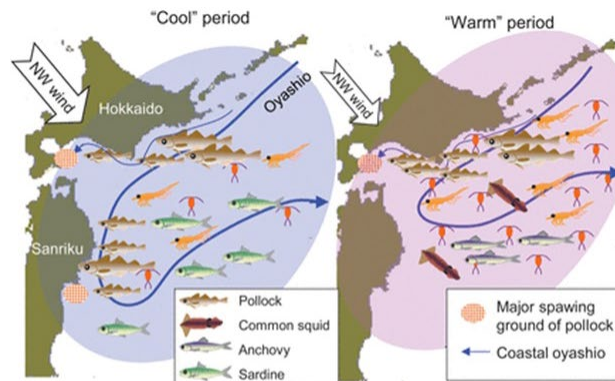 “Cool” period
NW wind
Hokkaido
Oyashio
Sanriku
Pollock
Common squid
Anchovy
Sardine
“Warm” period
NW wind
Major spawing
ground of pollock
Coastal oyashio